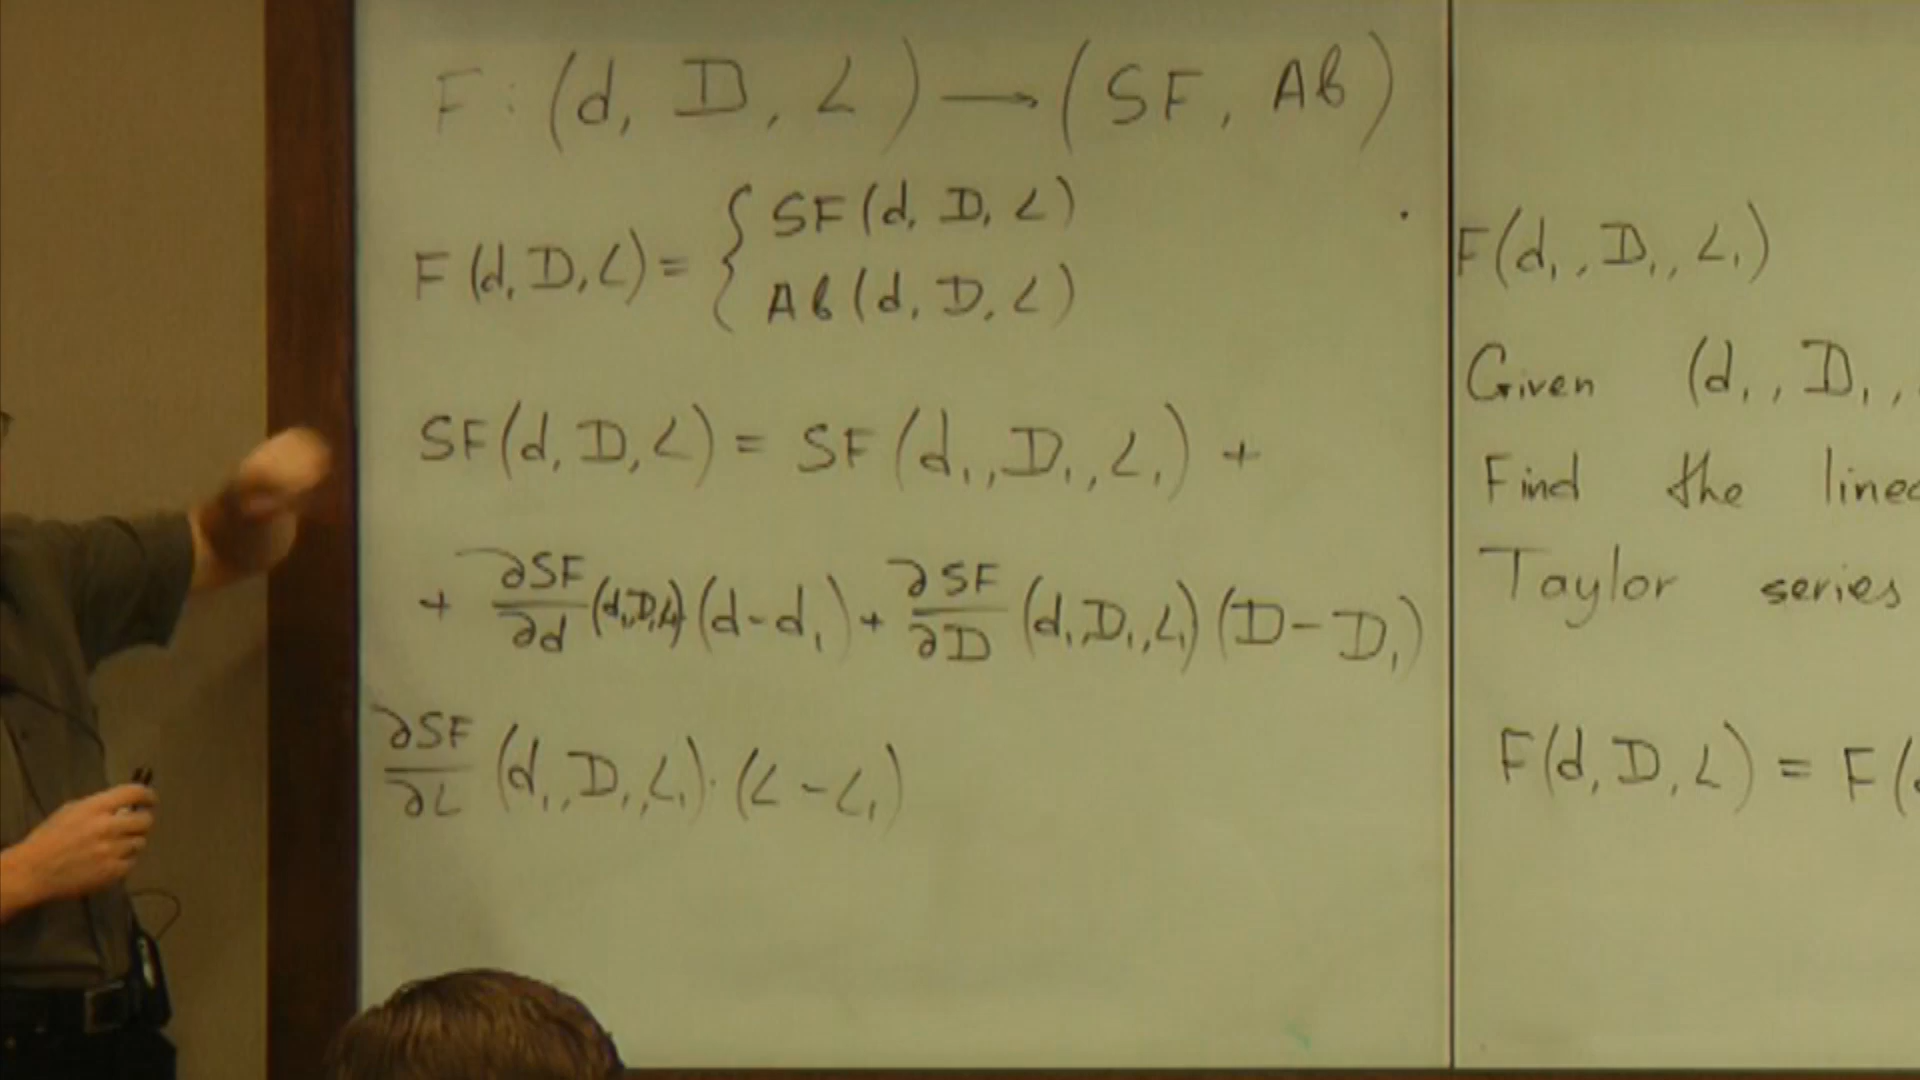 F : (d, D, L) → (SF, Ab)
F(d, D, L) = { SF(d, D, L)
Ab(d, D, L)
SF(d, D, L) = SF(d₁, D₁, L₁) +
+ ∂SF/∂d (d₁, D₁, L₁) (d - d₁) + ∂SF/∂D (d₁, D₁, L₁) (D - D₁)
∂SF/∂L (d₁, D₁, L₁) · (L - L₁)
F(d₁, D₁, L₁)
Given (d₁, D₁,
Find the
Taylor series
F(d, D, L) = F(